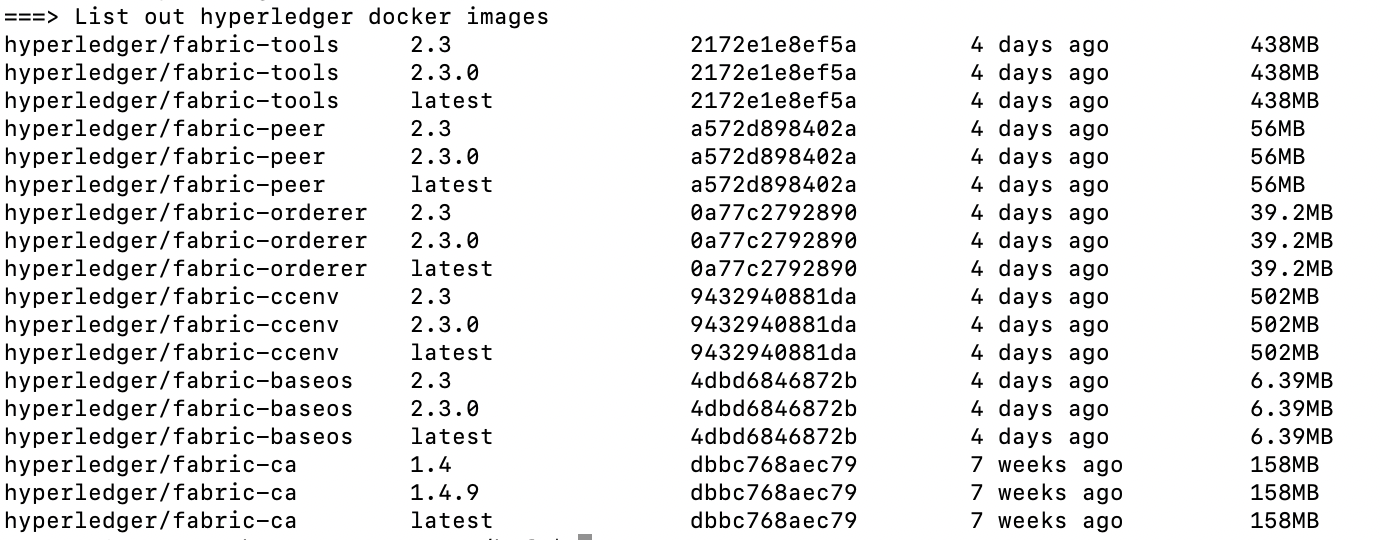 ===> List out hyperledger docker images
hyperledger/fabric-tools 2.3 2172e1e8ef5a 4 days ago 438MB
hyperledger/fabric-tools 2.3.0 2172e1e8ef5a 4 days ago 438MB
hyperledger/fabric-tools latest 2172e1e8ef5a 4 days ago 438MB
hyperledger/fabric-peer 2.3 a572d898402a 4 days ago 56MB
hyperledger/fabric-peer 2.3.0 a572d898402a 4 days ago 56MB
hyperledger/fabric-peer latest a572d898402a 4 days ago 56MB
hyperledger/fabric-orderer 2.3 0a77c2792890 4 days ago 39.2MB
hyperledger/fabric-orderer 2.3.0 0a77c2792890 4 days ago 39.2MB
hyperledger/fabric-orderer latest 0a77c2792890 4 days ago 39.2MB
hyperledger/fabric-ccenv 2.3 9432940881da 4 days ago 502MB
hyperledger/fabric-ccenv 2.3.0 9432940881da 4 days ago 502MB
hyperledger/fabric-ccenv latest 9432940881da 4 days ago 502MB
hyperledger/fabric-baseos 2.3 4dbd6846872b 4 days ago 6.39MB
hyperledger/fabric-baseos 2.3.0 4dbd6846872b 4 days ago 6.39MB
hyperledger/fabric-baseos latest 4dbd6846872b 4 days ago 6.39MB
hyperledger/fabric-ca 1.4 dbbc768aec79 7 weeks ago 158MB
hyperledger/fabric-ca 1.4.9 dbbc768aec79 7 weeks ago 158MB
hyperledger/fabric-ca latest dbbc768aec79 7 weeks ago 158MB